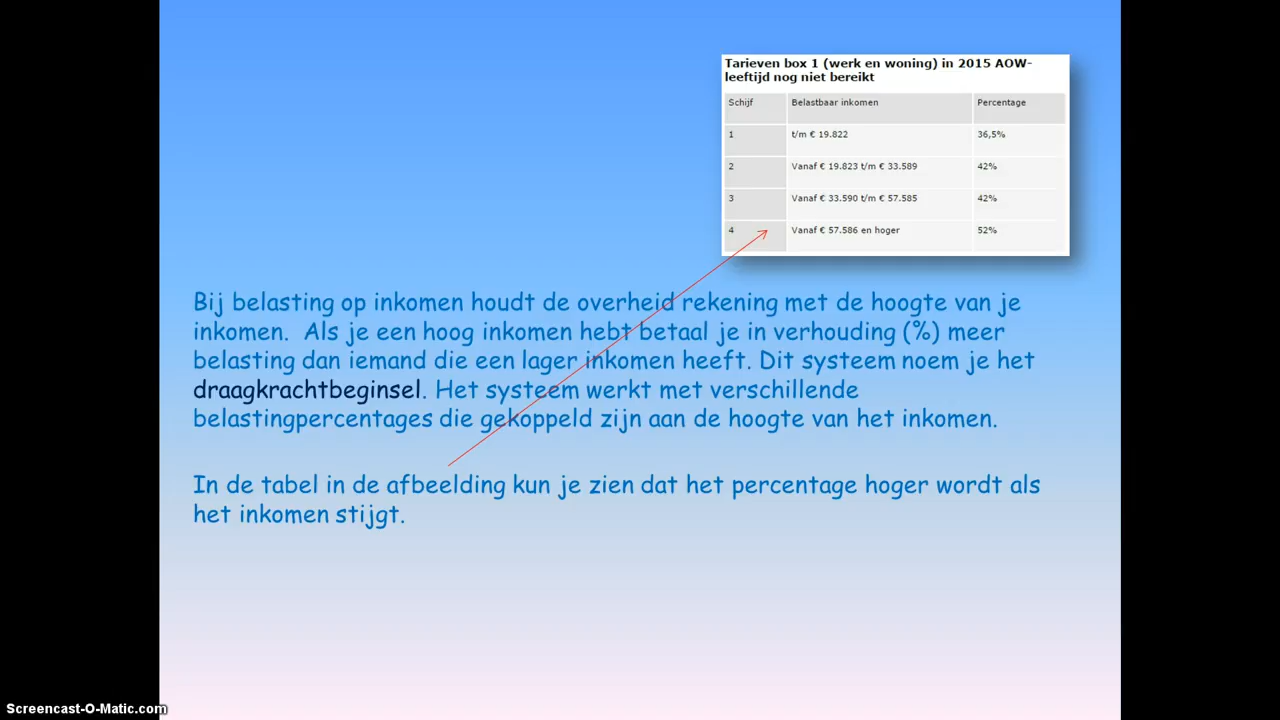 Tarieven box 1 (werk en woning) in 2015 AOW-
leeftijd nog niet bereikt
Schijf Belastbaar inkomen Percentage
1 t/m € 19.822 36,5%
2 Vanaf € 19.823 t/m € 33.589 42%
3 Vanaf € 33.590 t/m € 57.585 42%
4 Vanaf € 57.586 en hoger 52%
Bij belasting op inkomen houdt de overheid rekening met de hoogte van je
inkomen. Als je een hoog inkomen hebt betaal je in verhouding (%) meer
belasting dan iemand die een lager inkomen heeft. Dit systeem noem je het
draagkrachtbeginsel. Het systeem werkt met verschillende
belastingpercentages die gekoppeld zijn aan de hoogte van het inkomen.
In de tabel in de afbeelding kun je zien dat het percentage hoger wordt als
het inkomen stijgt.
Screencast-O-Matic.com